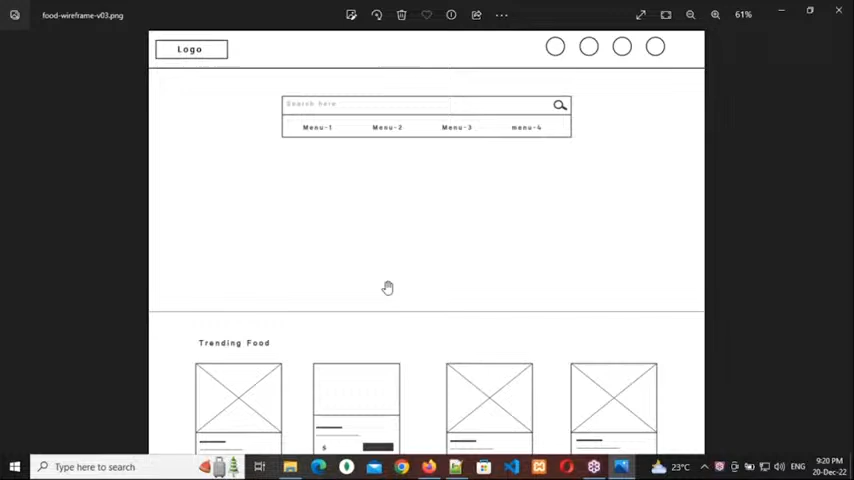 food-wireframe-v03.png
61%
Logo
Search here
Menu-1 Menu-2 Menu-3 menu-4
Trending Food
$
Type here to search
23°C
ENG
9:20 PM
20-Dec-22